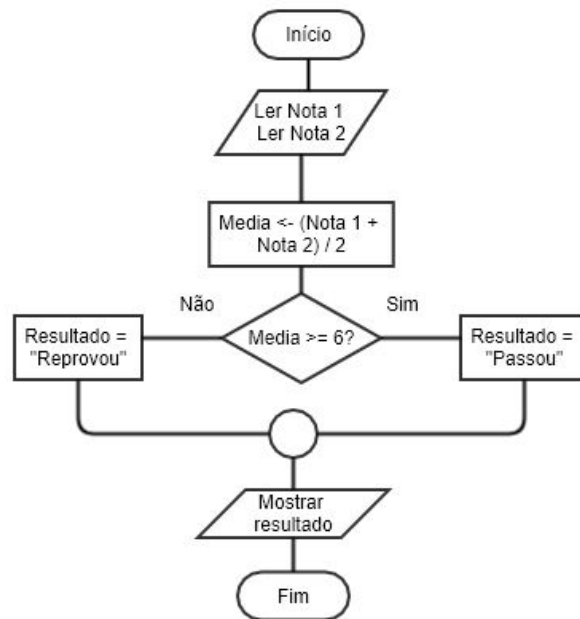 Início
Ler Nota 1
Ler Nota 2
Media <- (Nota 1 +
Nota 2) / 2
Não
Sim
Resultado =
"Reprovou"
Media >= 6?
Resultado =
"Passou"
Mostrar
resultado
Fim